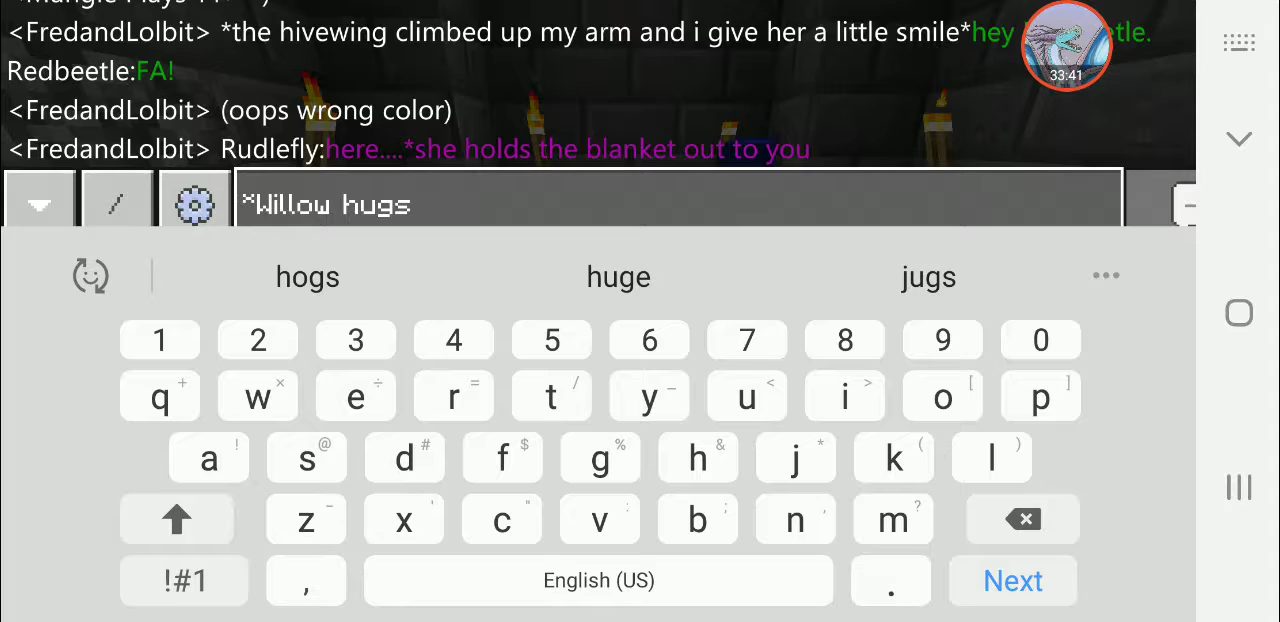 <FredandLolbit> *the hivewing climbed up my arm and i give her a little smile*hey tle.
Redbeetle:FA!
33:41
<FredandLolbit> (oops wrong color)
<FredandLolbit> Rudlefly:here....*she holds the blanket out to you
/ *Willow hugs
hogs huge jugs
1 2 3 4 5 6 7 8 9 0
q + w × e ÷ r = t / y _ u < i > o [ p ]
a ! s @ d # f $ g % h & j * k ( l )
z - x ' c " v : b ; n , m ?
!#1 , English (US) . Next